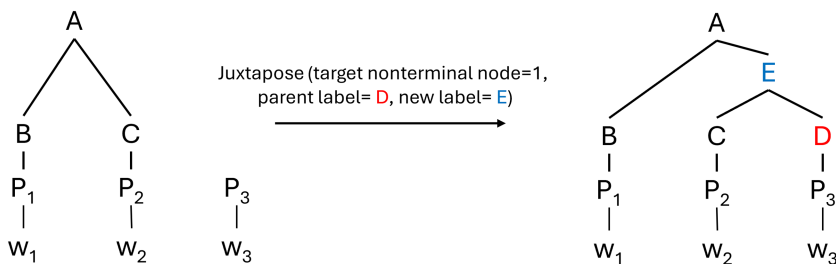 A
A
Juxtapose (target nonterminal node=1,
parent label= D, new label= E)
E
B C
B C D
P₁ P₂ P₃
P₁ P₂ P₃
w₁ w₂ w₃
w₁ w₂ w₃